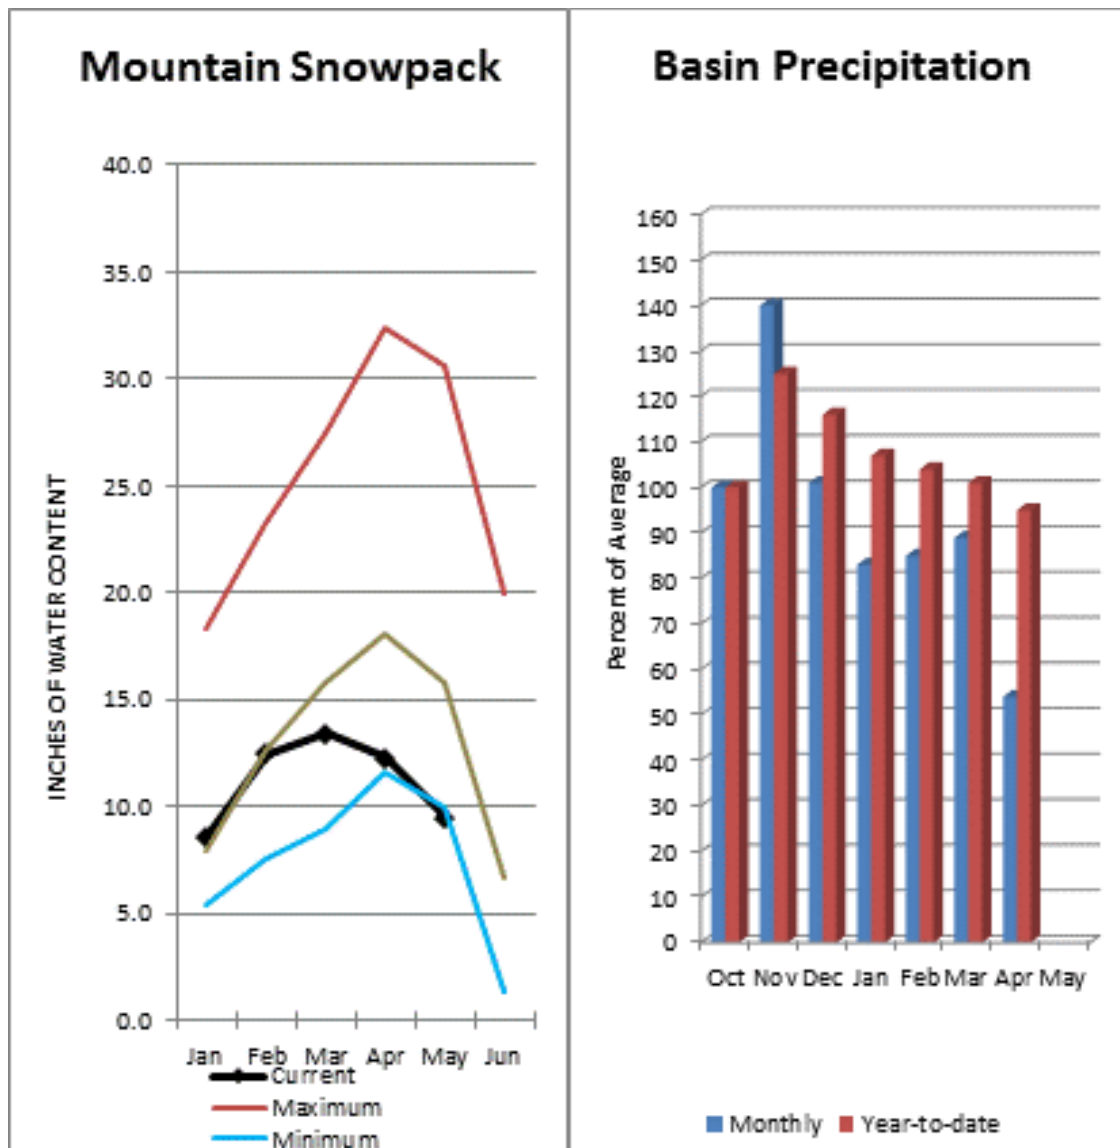 Mountain Snowpack
INCHES OF WATER CONTENT
40.0
35.0
30.0
25.0
20.0
15.0
10.0
5.0
0.0
Jan Feb Mar Apr May Jun
Current
Maximum
Minimum
Basin Precipitation
Percent of Average
160
150
140
130
120
110
100
90
80
70
60
50
40
30
20
10
0
Oct Nov Dec Jan Feb Mar Apr May
Monthly Year-to-date